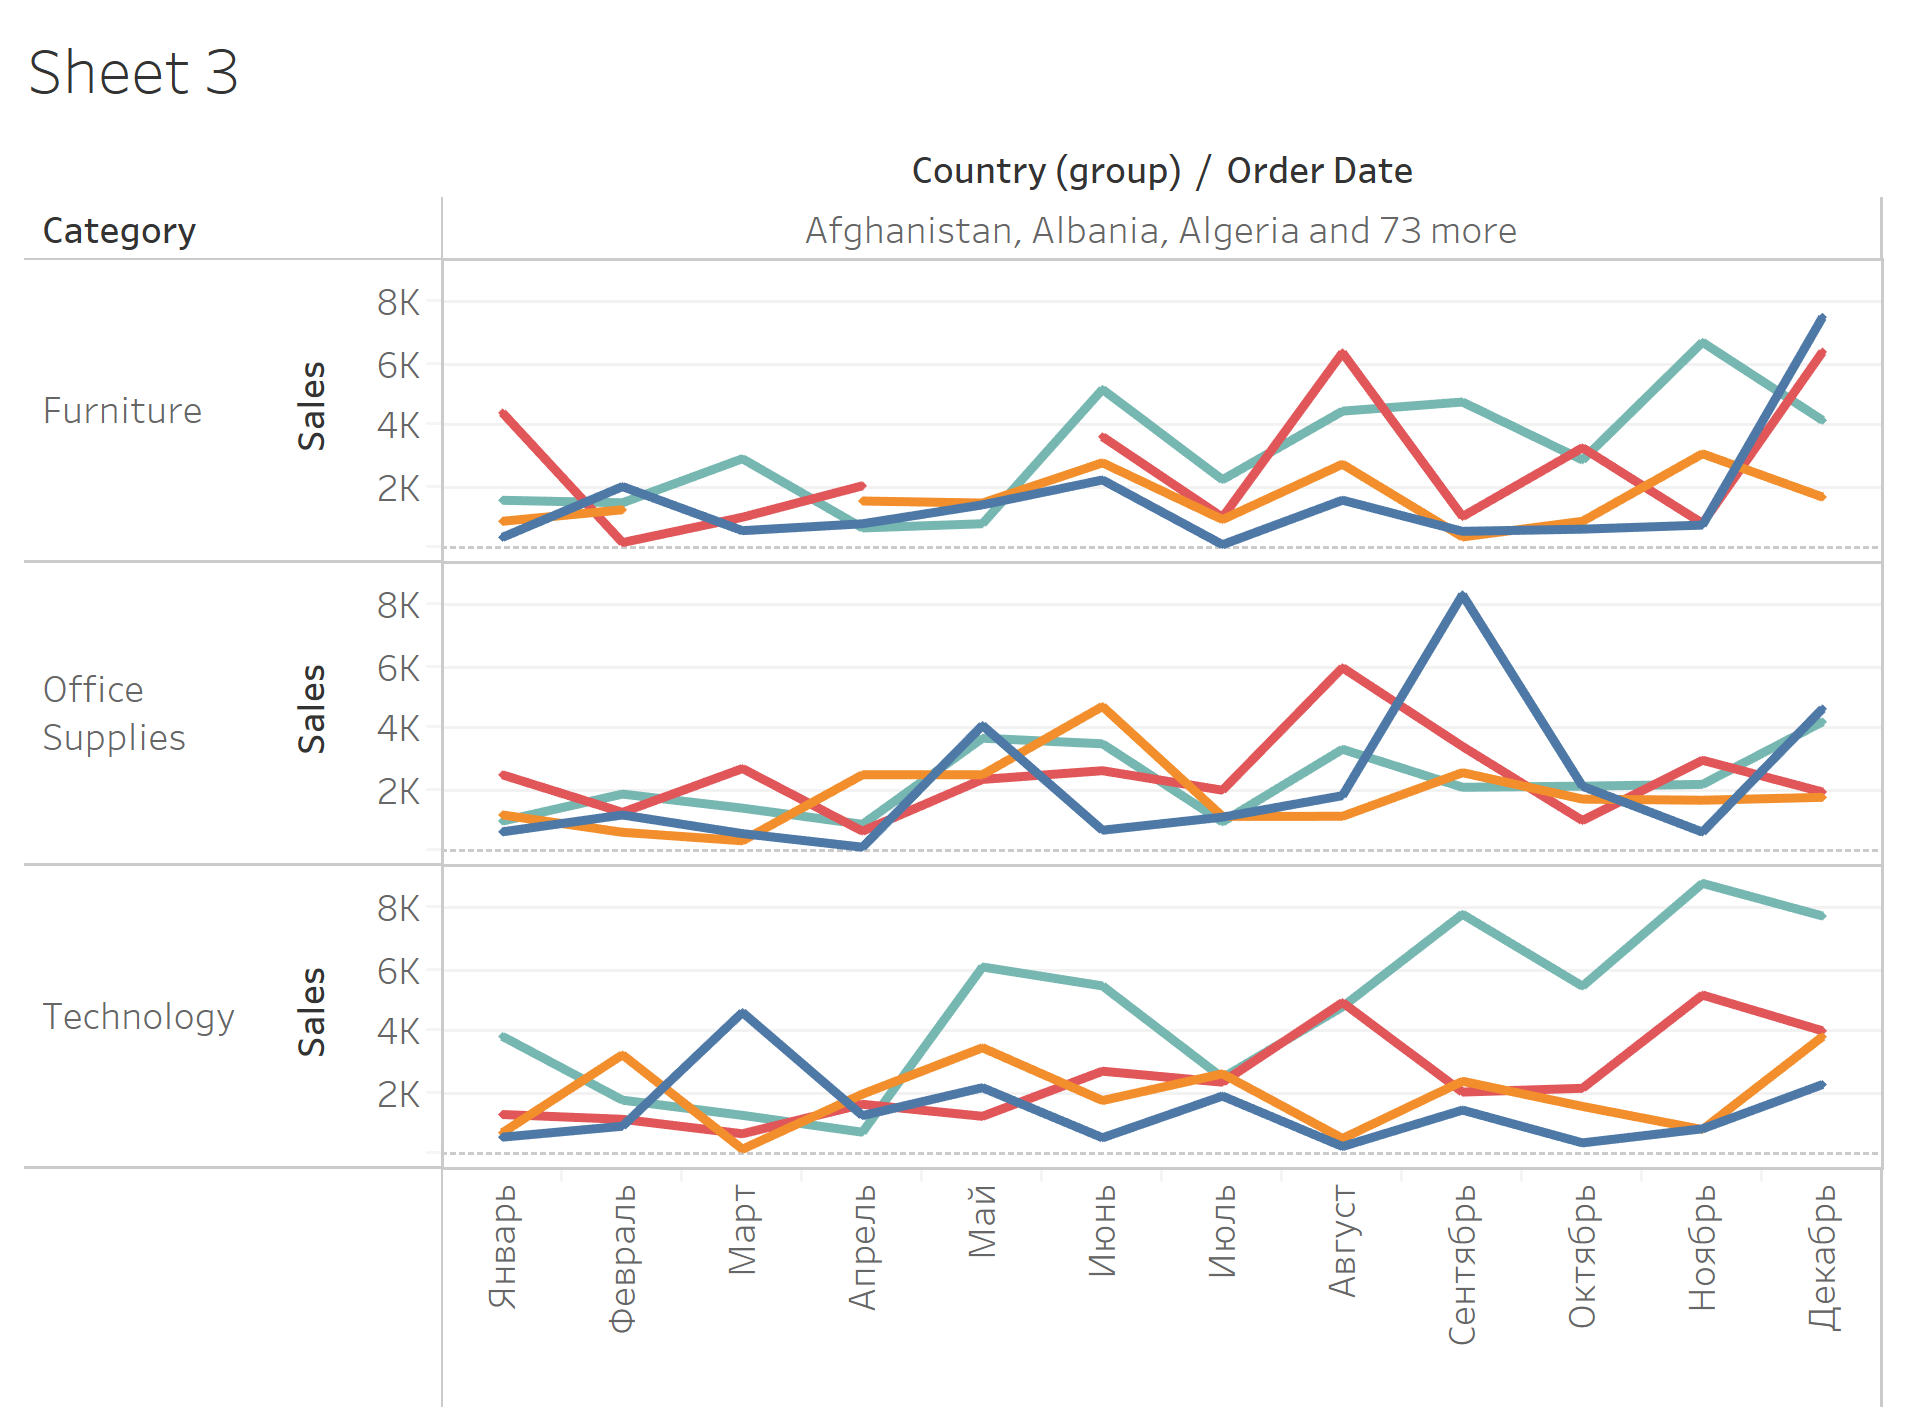 Sheet 3
Country (group) / Order Date
Category
Afghanistan, Albania, Algeria and 73 more
Furniture
Sales
8K
6K
4K
2K
Office
Supplies
Sales
8K
6K
4K
2K
Technology
Sales
8K
6K
4K
2K
Январь
Февраль
Март
Апрель
Май
Июнь
Июль
Август
Сентябрь
Октябрь
Ноябрь
Декабрь